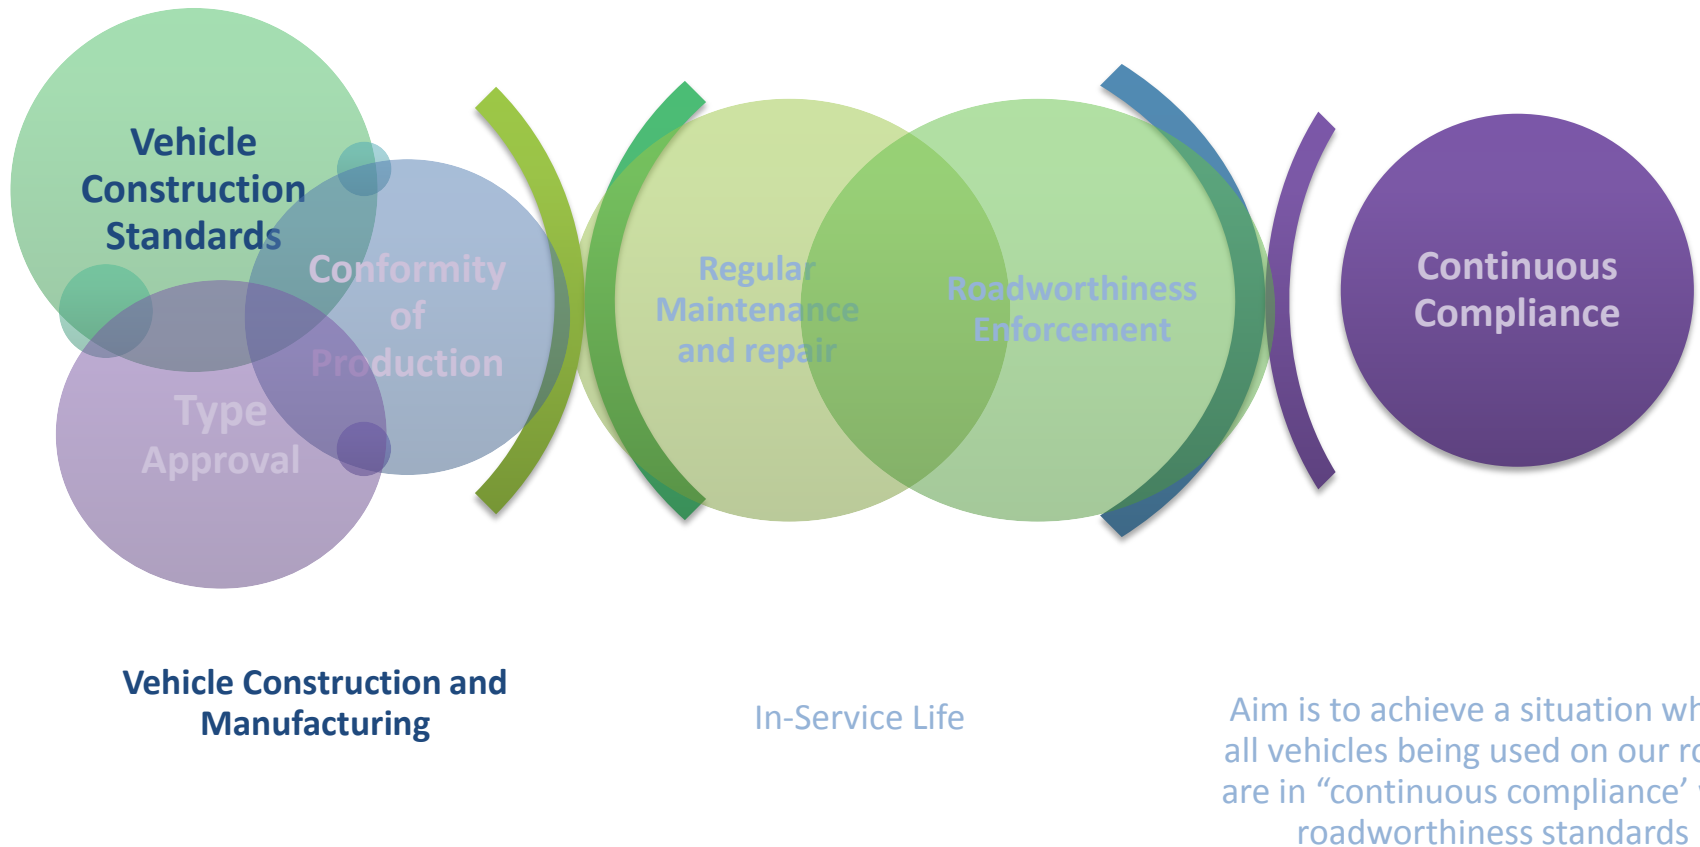 Vehicle
Construction
Standards
Conformity
of
Production
Type
Approval
Regular
Maintenance
and repair
Roadworthiness
Enforcement
Continuous
Compliance
Vehicle Construction and
Manufacturing
In-Service Life
Aim is to achieve a situation
all vehicles being used on our
are in “continuous compliance’
roadworthiness standards